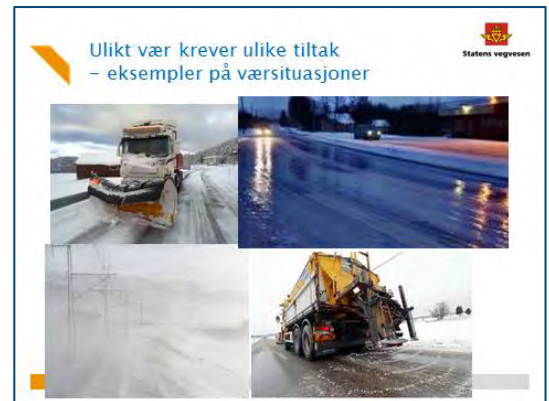 Ulikt vær krever ulike tiltak
– eksempler på værsituasjoner
Statens vegvesen